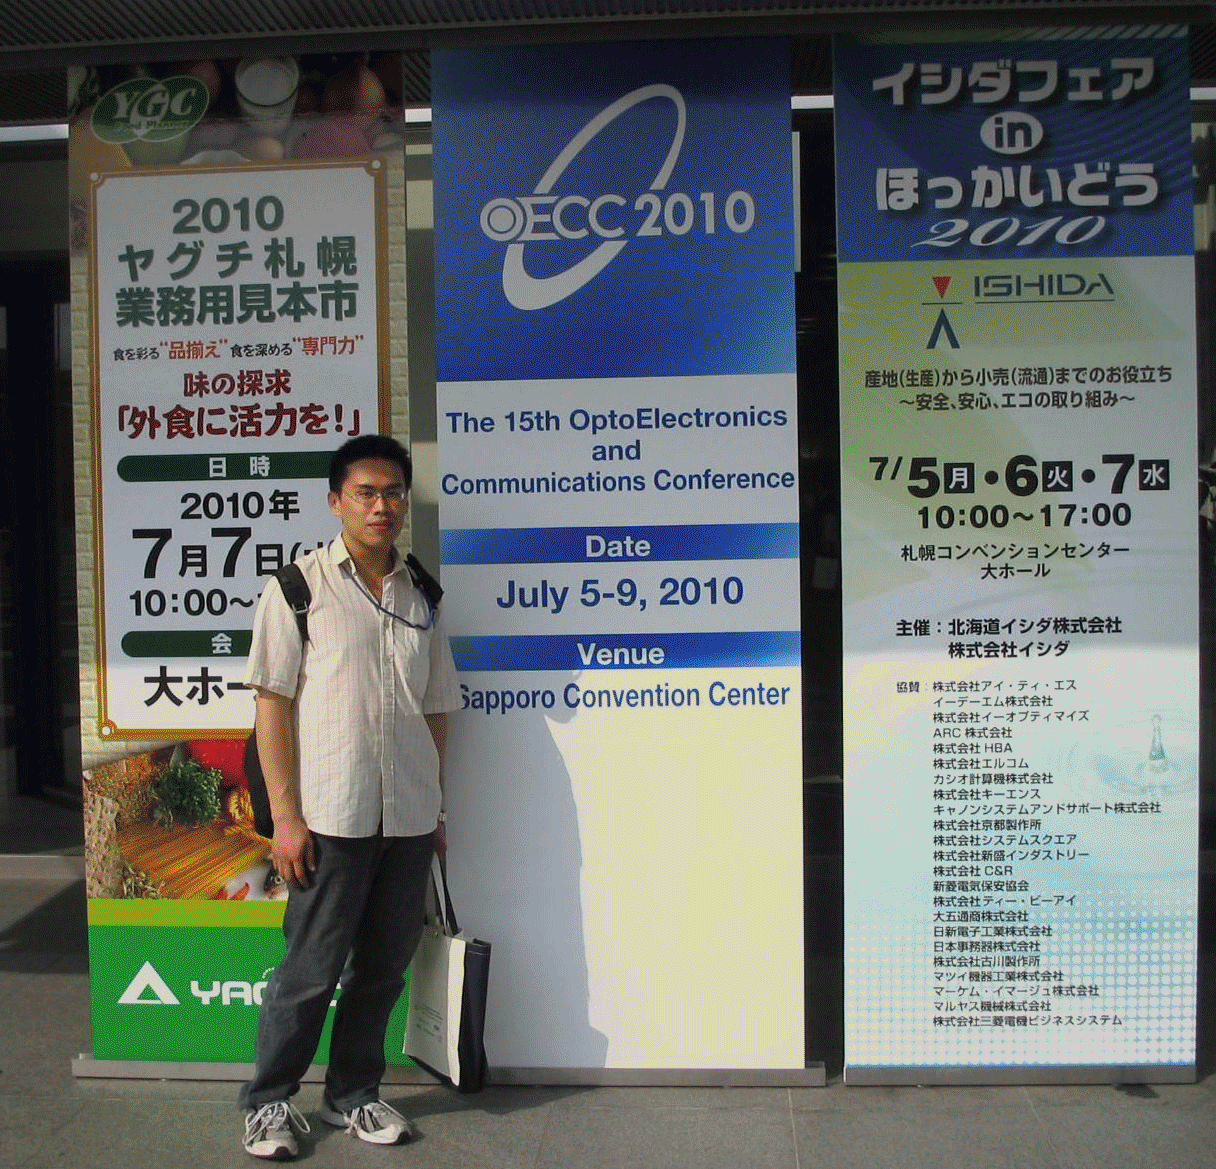 YGC
Food Planner
2010
ヤグチ札幌
業務用見本市
食を彩る"品揃え"食を深める"専門力"
味の探求
「外食に活力を!」
日時
2010年
7月7日(
10:00〜
会
大ホー
OECC 2010
The 15th OptoElectronics
and
Communications Conference
Date
July 5-9, 2010
Venue
Sapporo Convention Center
イシダフェア
in
ほっかいどう
2010
ISHIDA
産地(生産)から小売(流通)までのお役立ち
〜安全、安心、エコの取り組み〜
7/5月・6火・7水
10:00〜17:00
札幌コンベンションセンター
大ホール
主催:北海道イシダ株式会社
株式会社イシダ
協賛:株式会社アイ・ティ・エス
イーデーエム株式会社
株式会社イーオプティマイズ
ARC 株式会社
株式会社 HBA
株式会社エルコム
カシオ計算機株式会社
株式会社キーエンス
キャノンシステムアンドサポート株式会社
株式会社京都製作所
株式会社システムスクエア
株式会社新盛インダストリー
株式会社 C&R
新菱電気保安協会
株式会社ティー・ビーアイ
大五通商株式会社
日新電子工業株式会社
日本事務器株式会社
株式会社古川製作所
マツイ機器工業株式会社
マーケム・イマージュ株式会社
マルヤス機械株式会社
株式会社三菱電機ビジネスシステム